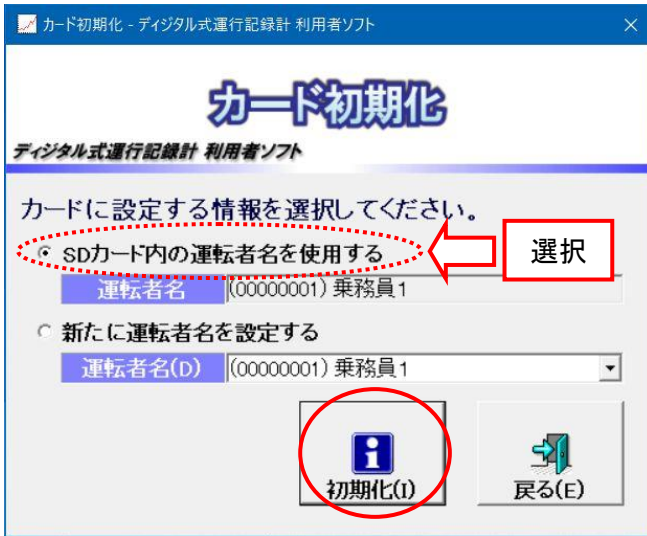 カード初期化 - ディジタル式運行記録計 利用者ソフト
カード初期化
ディジタル式運行記録計 利用者ソフト
カードに設定する情報を選択してください。
SDカード内の運転者名を使用する
選択
運転者名 (00000001) 乗務員1
新たに運転者名を設定する
運転者名(D) (00000001) 乗務員1
初期化(I)
戻る(E)